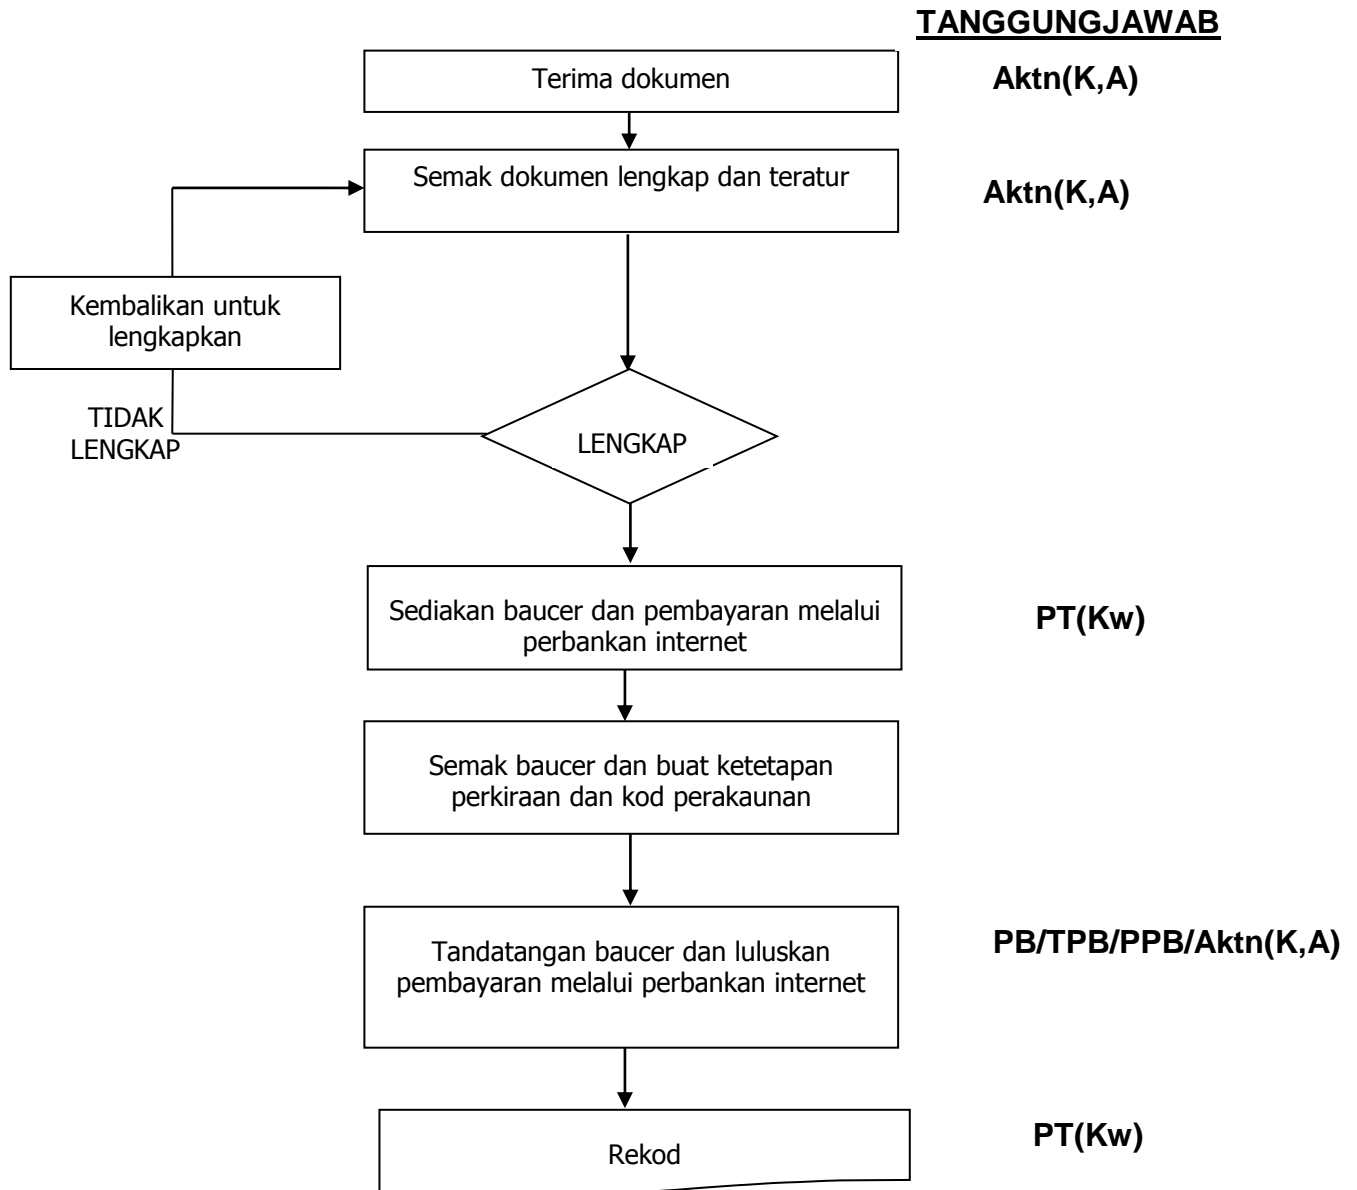 TANGGUNGJAWAB
Terima dokumen
Aktn(K,A)
Semak dokumen lengkap dan teratur
Aktn(K,A)
Kembalikan untuk
lengkapkan
TIDAK
LENGKAP
LENGKAP
Sediakan baucer dan pembayaran melalui
perbankan internet
PT(Kw)
Semak baucer dan buat ketetapan
perkiraan dan kod perakaunan
Tandatangan baucer dan luluskan
pembayaran melalui perbankan internet
PB/TPB/PPB/Aktn(K,A)
Rekod
PT(Kw)